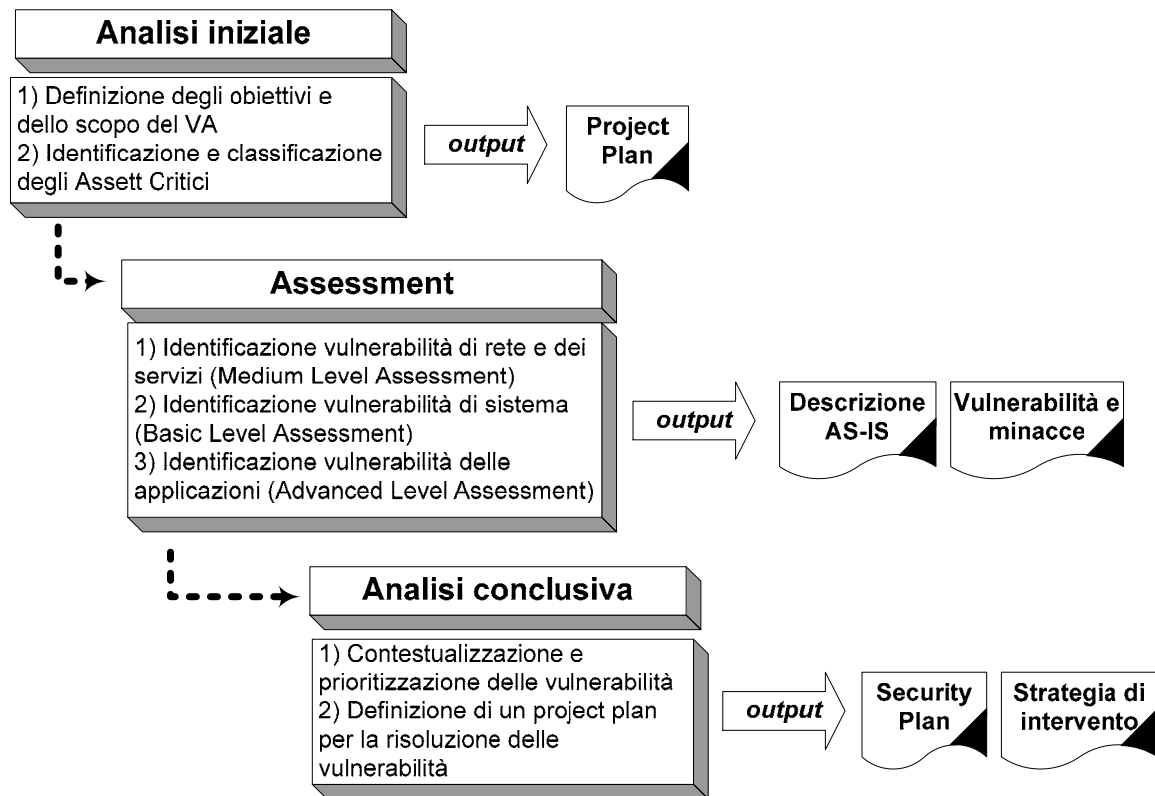 Analisi iniziale
1) Definizione degli obiettivi e
dello scopo del VA
2) Identificazione e classificazione
degli Assett Critici
output
Project
Plan
Assessment
1) Identificazione vulnerabilità di rete e dei
servizi (Medium Level Assessment)
2) Identificazione vulnerabilità di sistema
(Basic Level Assessment)
3) Identificazione vulnerabilità delle
applicazioni (Advanced Level Assessment)
output
Descrizione
AS-IS
Vulnerabilità e
minacce
Analisi conclusiva
1) Contestualizzazione e
prioritizzazione delle vulnerabilità
2) Definizione di un project plan
per la risoluzione delle
vulnerabilità
output
Security
Plan
Strategia di
intervento